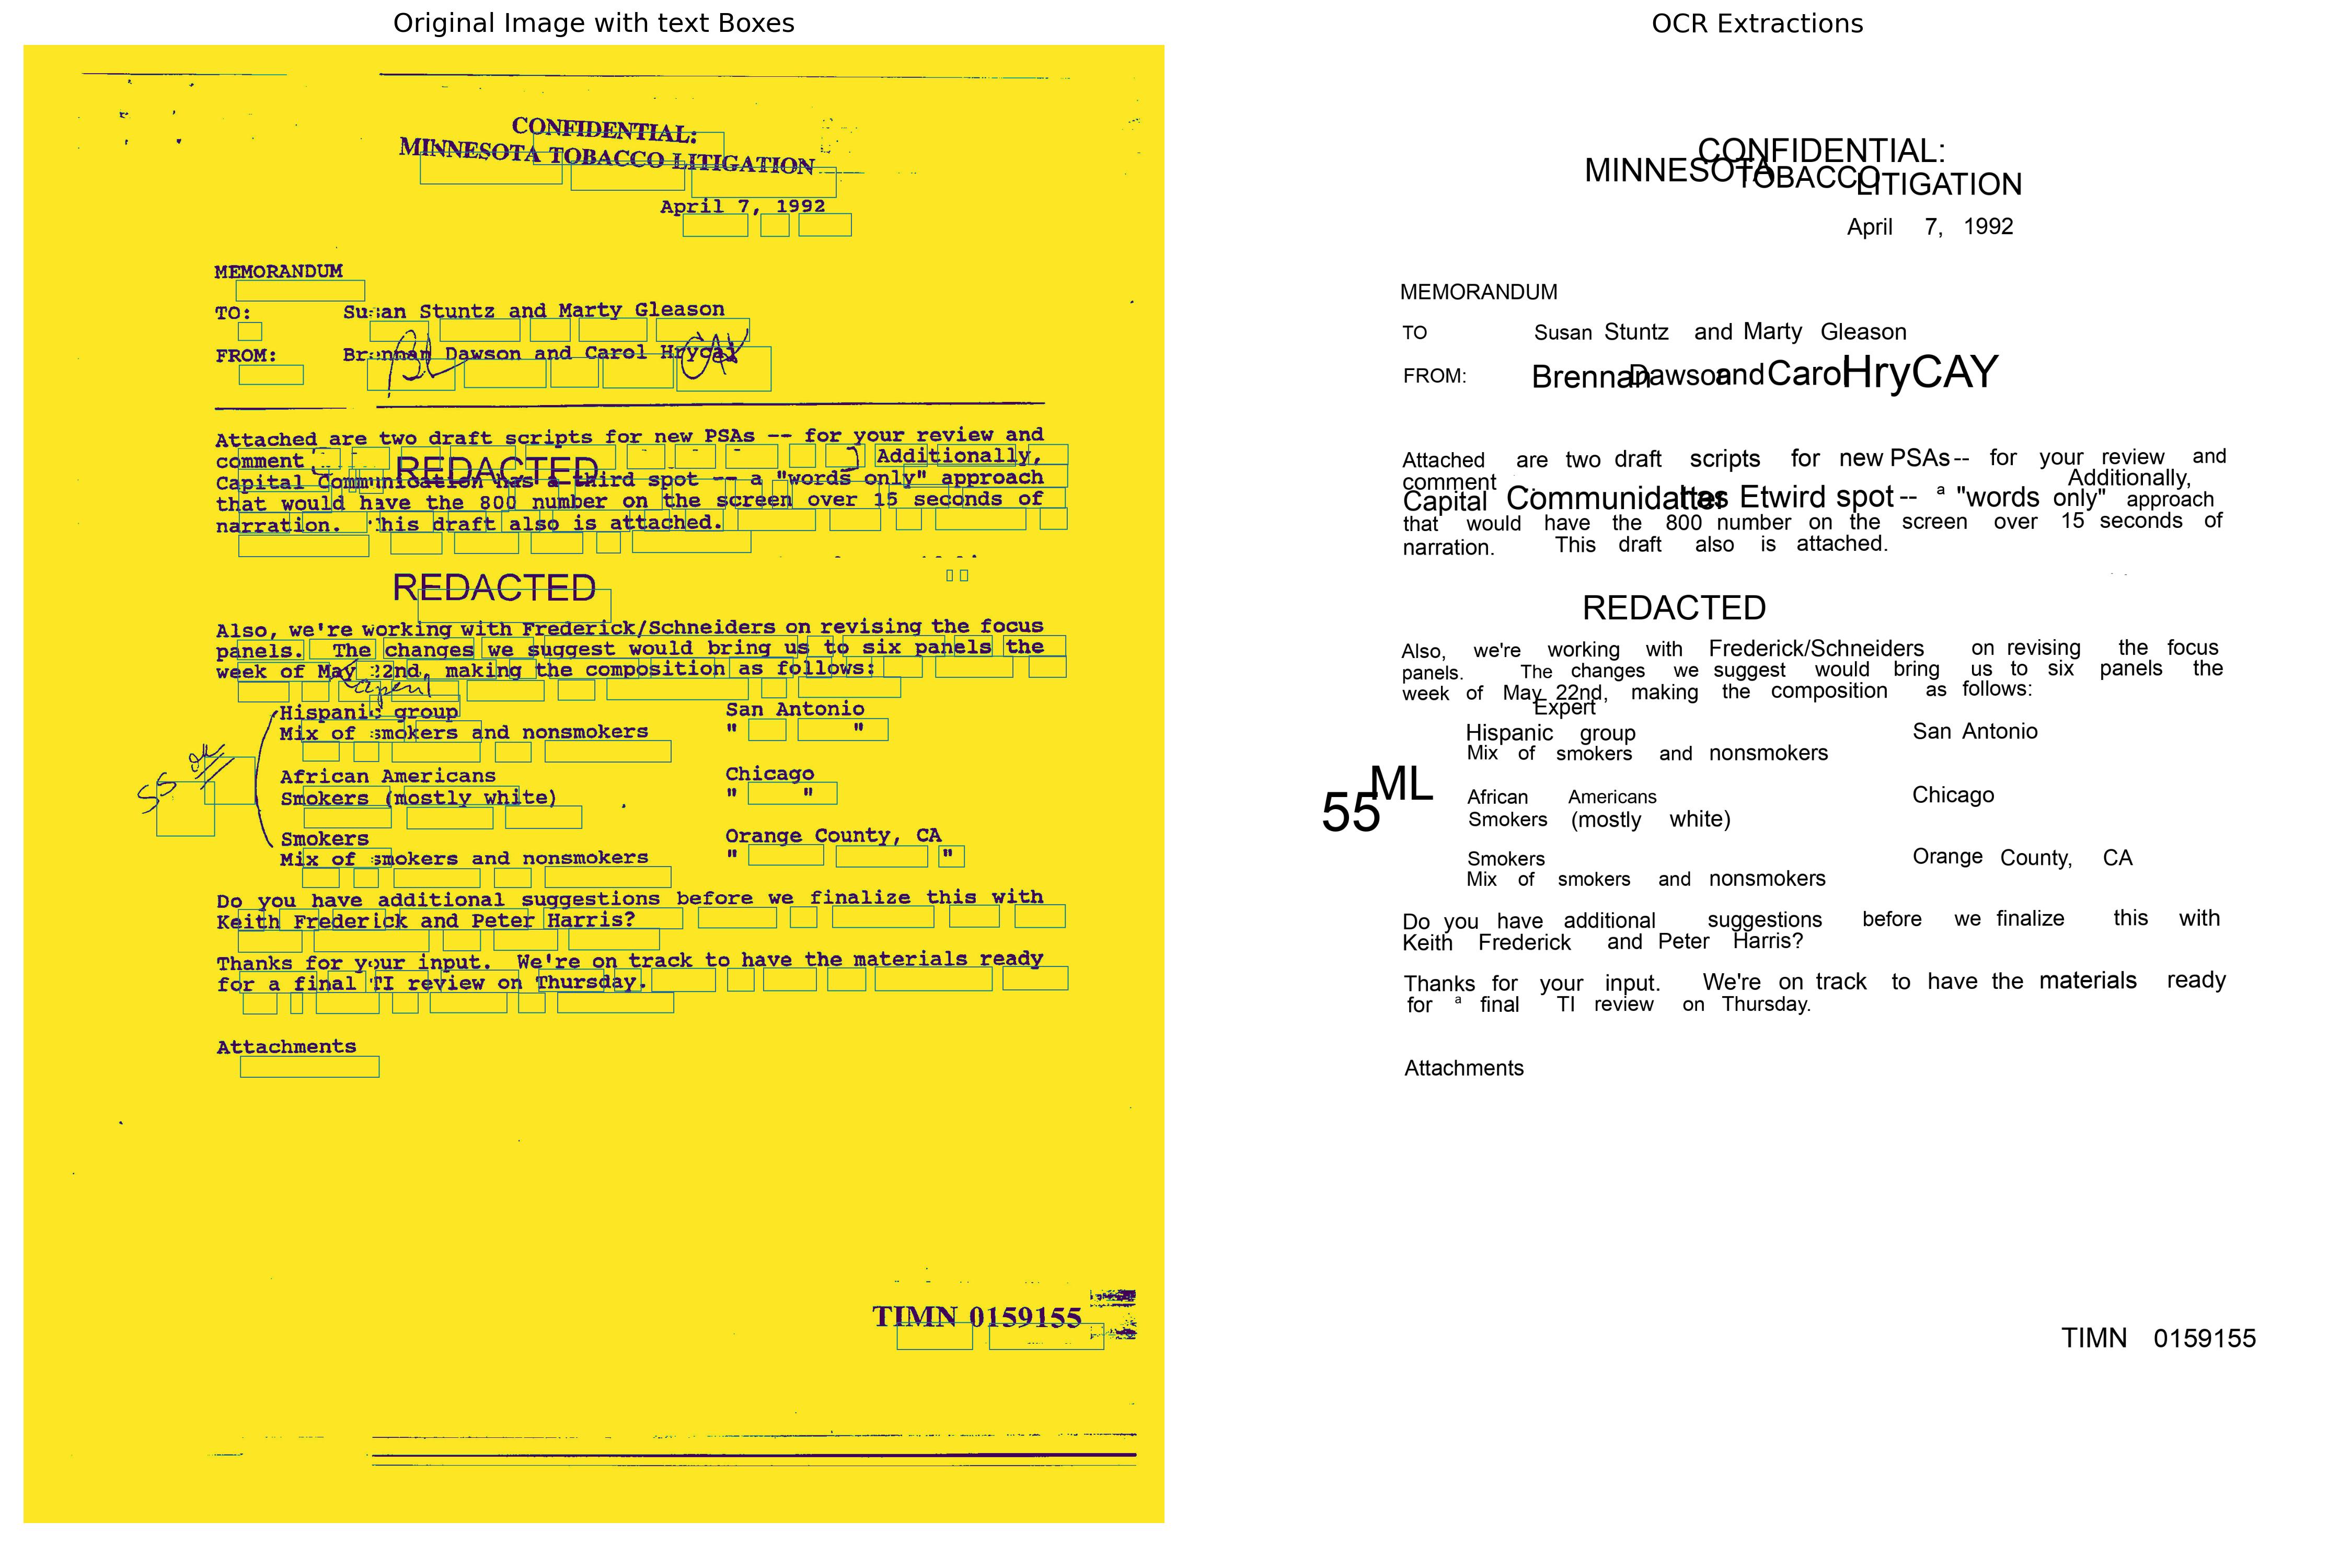 Original Image with text Boxes
CONFIDENTIAL:
MINNESOTA TOBACCO LITIGATION
April 7, 1992
MEMORANDUM
TO: Susan Stuntz and Marty Gleason
FROM: Brennan Dawson and Carol Hrycaj
Attached are two draft scripts for new PSAs -- for your review and
comment REDACTED Additionally,
Capital Communication has a third spot -- a "words only" approach
that would have the 800 number on the screen over 15 seconds of
narration. This draft also is attached.
REDACTED
Also, we're working with Frederick/Schneiders on revising the focus
panels. The changes we suggest would bring us to six panels the
week of May 22nd, making the composition as follows:
Hispanic group San Antonio
Mix of smokers and nonsmokers " "
African Americans Chicago
Smokers (mostly white) " "
Smokers Orange County, CA
Mix of smokers and nonsmokers " "
Do you have additional suggestions before we finalize this with
Keith Frederick and Peter Harris?
Thanks for your input. We're on track to have the materials ready
for a final TI review on Thursday.
Attachments
TIMN 0159155
OCR Extractions
CONFIDENTIAL:
MINNESOTA TOBACCO LITIGATION
April 7, 1992
MEMORANDUM
TO Susan Stuntz and Marty Gleason
FROM: Brennan Dawson and Carol HryCAY
Attached are two draft scripts for new PSAs -- for your review and
comment Additionally,
Capital spot -- a "words only" approach
that would have the 800 number on the screen over 15 seconds of
narration. This draft also is attached.
REDACTED
Also, we're working with Frederick/Schneiders on revising the focus
panels. The changes we suggest would bring us to six panels the
week of May 22nd, making the composition as follows:
Expert
Hispanic group San Antonio
Mix of smokers and nonsmokers
55 ML
African Americans Chicago
Smokers (mostly white)
Smokers Orange County, CA
Mix of smokers and nonsmokers
Do you have additional suggestions before we finalize this with
Keith Frederick and Peter Harris?
Thanks for your input. We're on track to have the materials ready
for a final TI review on Thursday.
Attachments
TIMN 0159155